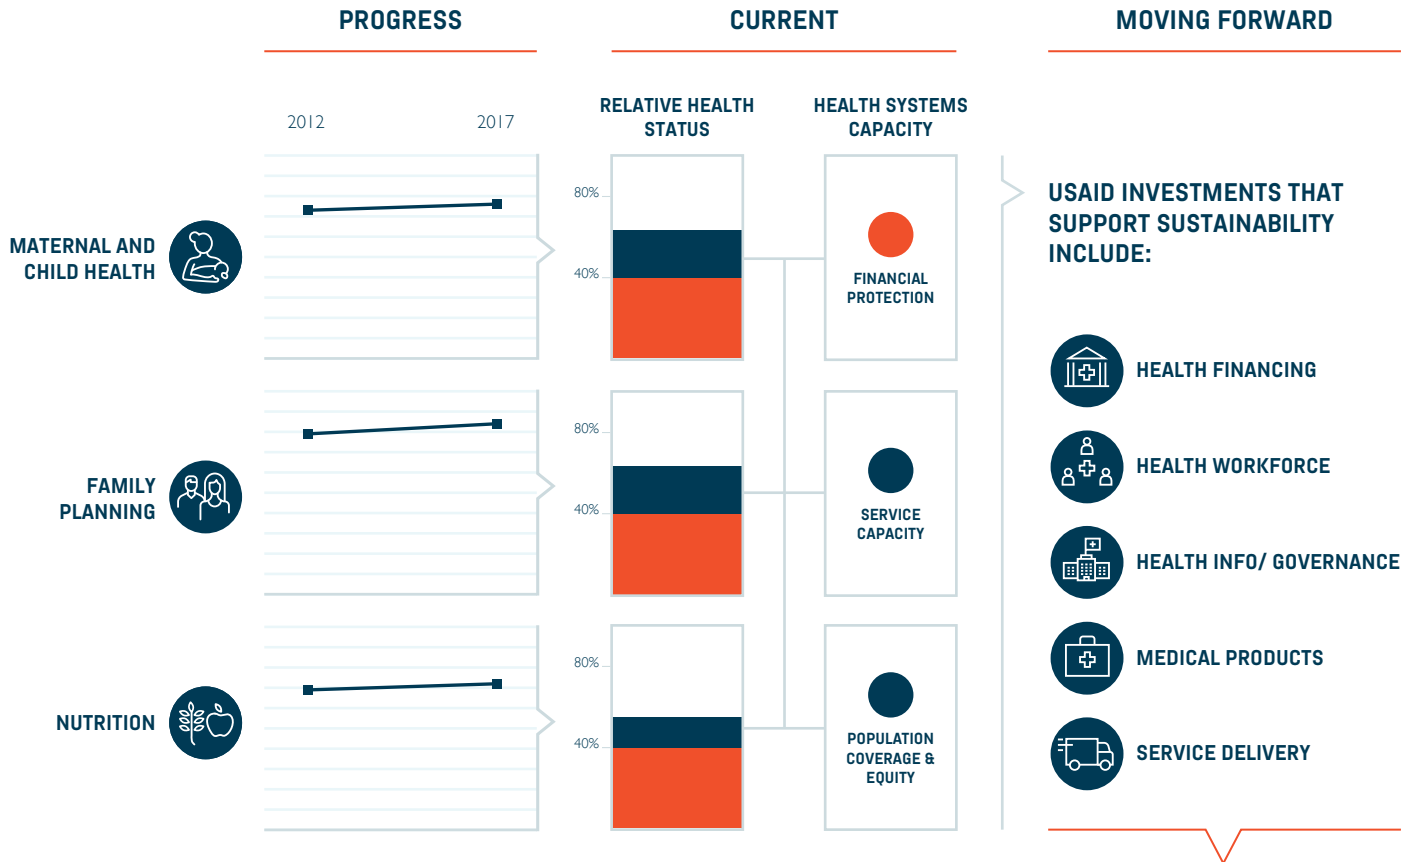 PROGRESS
CURRENT
MOVING FORWARD
2012
2017
RELATIVE HEALTH
STATUS
HEALTH SYSTEMS
CAPACITY
MATERNAL AND
CHILD HEALTH
80%
40%
FINANCIAL
PROTECTION
FAMILY
PLANNING
80%
40%
SERVICE
CAPACITY
NUTRITION
80%
40%
POPULATION
COVERAGE &
EQUITY
USAID INVESTMENTS THAT
SUPPORT SUSTAINABILITY
INCLUDE:
HEALTH FINANCING
HEALTH WORKFORCE
HEALTH INFO/ GOVERNANCE
MEDICAL PRODUCTS
SERVICE DELIVERY